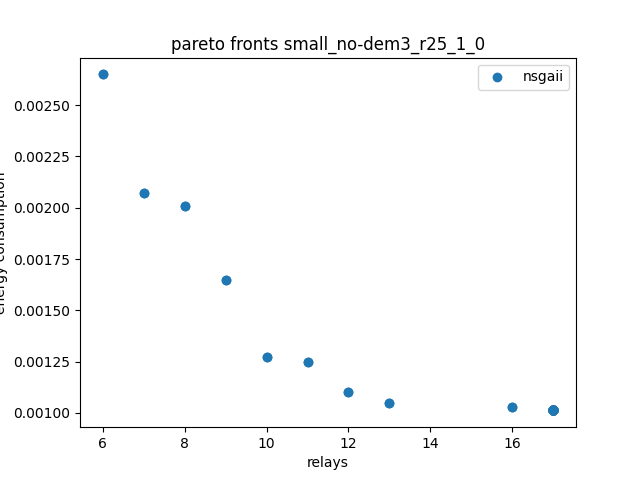 pareto fronts small_no-dem3_r25_1_0
nsgaii
energy consumption
0.00250
0.00225
0.00200
0.00175
0.00150
0.00125
0.00100
6 8 10 12 14 16
relays